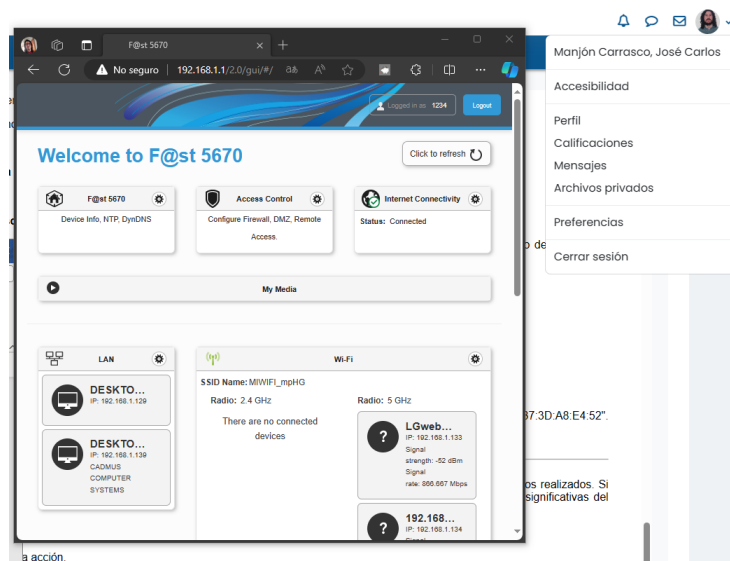 F@st 5670
No seguro
192.168.1.1/2.0/gui/#/
Logged in as 1234
Logout
Welcome to F@st 5670
Click to refresh
F@st 5670
Device Info, NTP, DynDNS
Access Control
Configure Firewall, DMZ, Remote
Access.
Internet Connectivity
Status: Connected
My Media
LAN
DESKTO...
IP: 192.168.1.129
DESKTO...
IP: 192.168.1.139
CADMUS
COMPUTER
SYSTEMS
Wi-Fi
SSID Name: MIWIFI_mpHG
Radio: 2.4 GHz
There are no connected
devices
Radio: 5 GHz
LGweb...
IP: 192.168.1.133
Signal
strength: -52 dBm
Signal
rate: 866.667 Mbps
192.168...
IP: 192.168.1.134
Signal
Manjón Carrasco, José Carlos
Accesibilidad
Perfil
Calificaciones
Mensajes
Archivos privados
Preferencias
Cerrar sesión
37:3D:A8:E4:52".
os realizados. Si
significativas del
a acción.